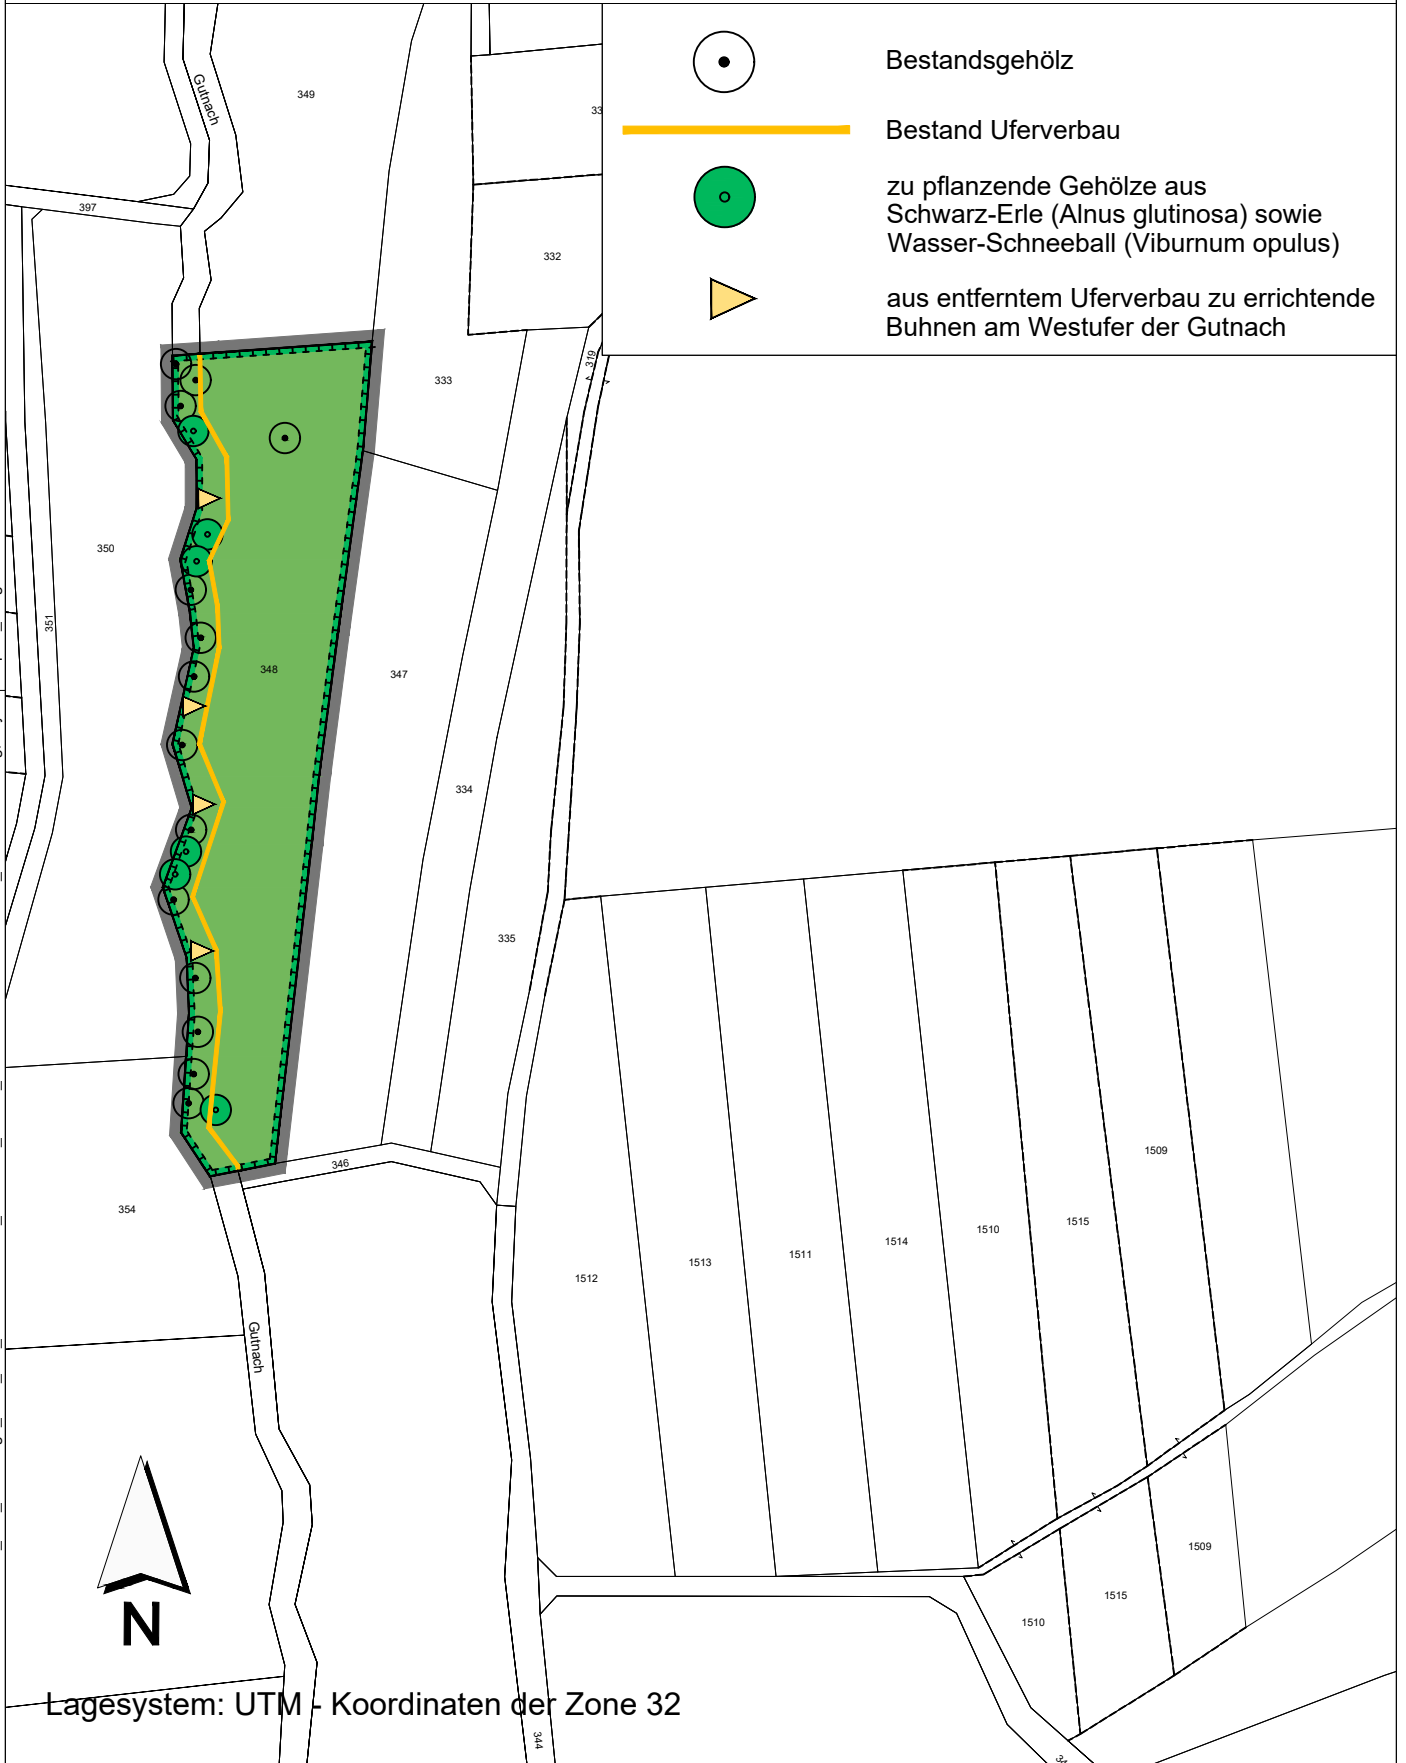 Bestandsgehölz
Bestand Uferverbau
zu pflanzende Gehölze aus
Schwarz-Erle (Alnus glutinosa) sowie
Wasser-Schneeball (Viburnum opulus)
aus entferntem Uferverbau zu errichtende
Buhnen am Westufer der Gutnach
Gutnach
349
33
397
332
319
333
350
351
348
347
334
335
346
354
1509
1515
1510
1514
1511
1513
1512
Gutnach
1509
1515
1510
N
Lagesystem: UTM - Koordinaten der Zone 32
344